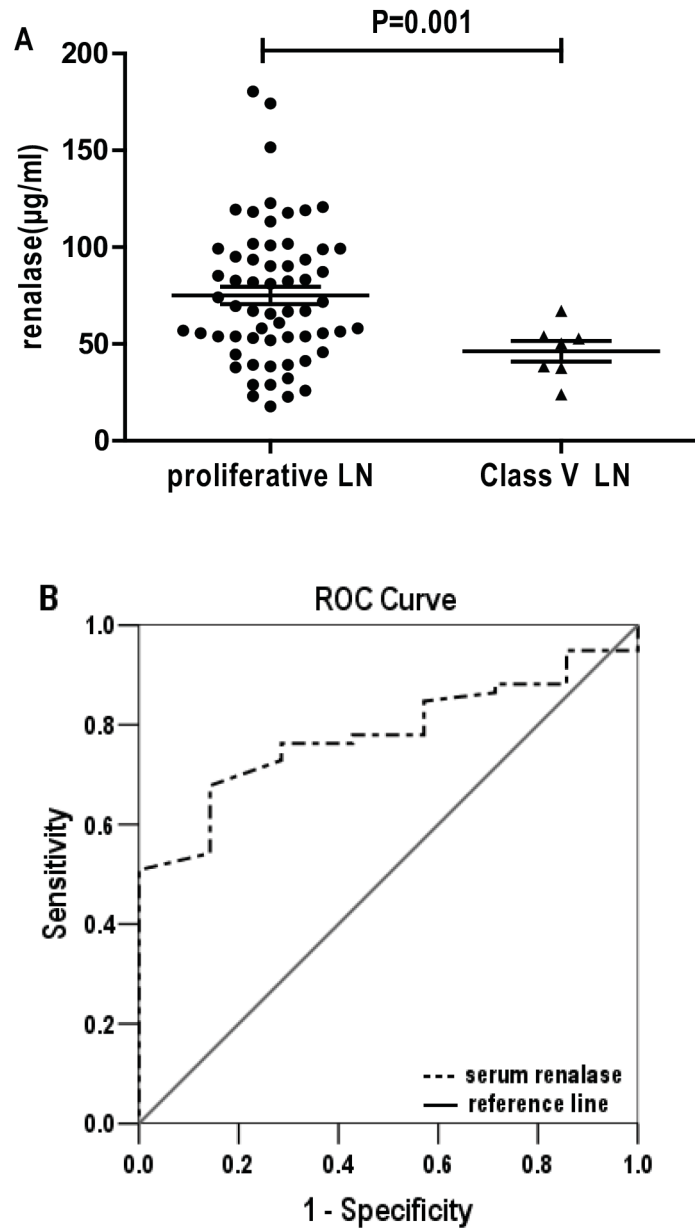 A
P=0.001
200
150
100
50
0
renalase(µg/ml)
proliferative LN
Class V LN
B
ROC Curve
1.0
0.8
0.6
0.4
0.2
0.0
Sensitivity
serum renalase
reference line
0.0 0.2 0.4 0.6 0.8 1.0
1 - Specificity